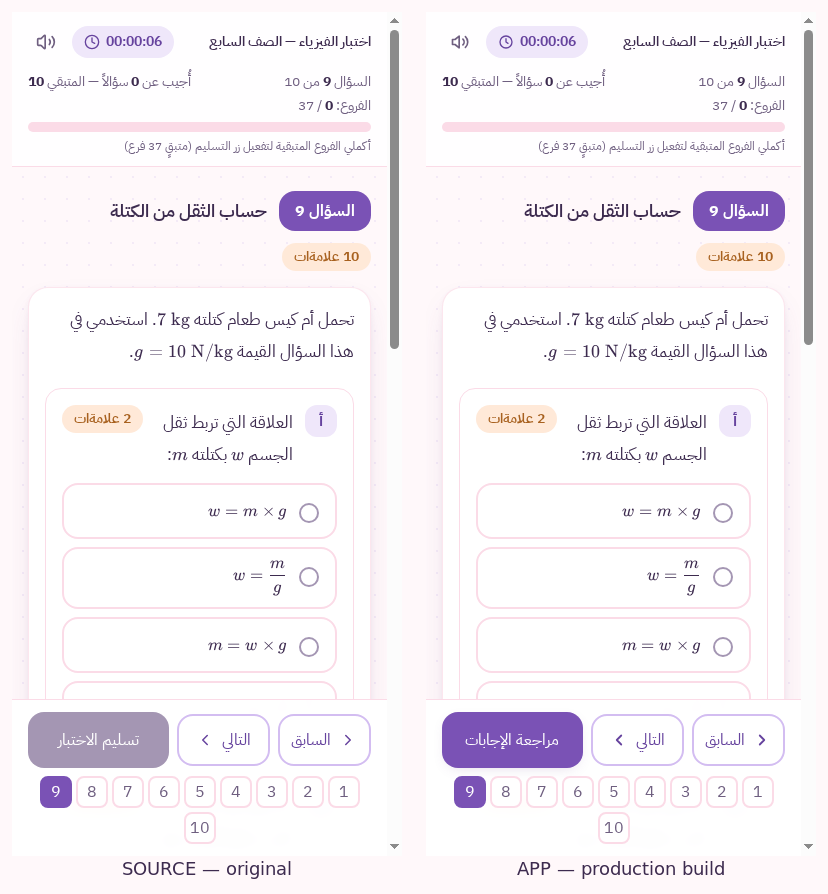 اختبار الفيزياء — الصف السابع
00:00:06
السؤال 9 من 10
أُجيب عن 0 سؤالاً — المتبقي 10
الفروع: 0 / 37
أكملي الفروع المتبقية لتفعيل زر التسليم (متبقٍ 37 فرع)
السؤال 9
حساب الثقل من الكتلة
10 علامةات
تحمل أم كيس طعام كتلته 7 kg. استخدمي في
هذا السؤال القيمة g = 10 N/kg.
أ
العلاقة التي تربط ثقل
الجسم w بكتلته m:
2 علامةات
w = m × g
w = m/g
m = w × g
السابق
التالي
تسليم الاختبار
1 2 3 4 5 6 7 8 9
10
SOURCE — original
اختبار الفيزياء — الصف السابع
00:00:06
السؤال 9 من 10
أُجيب عن 0 سؤالاً — المتبقي 10
الفروع: 0 / 37
أكملي الفروع المتبقية لتفعيل زر التسليم (متبقٍ 37 فرع)
السؤال 9
حساب الثقل من الكتلة
10 علامةات
تحمل أم كيس طعام كتلته 7 kg. استخدمي في
هذا السؤال القيمة g = 10 N/kg.
أ
العلاقة التي تربط ثقل
الجسم w بكتلته m:
2 علامةات
w = m × g
w = m/g
m = w × g
السابق
التالي
مراجعة الإجابات
1 2 3 4 5 6 7 8 9
10
APP — production build